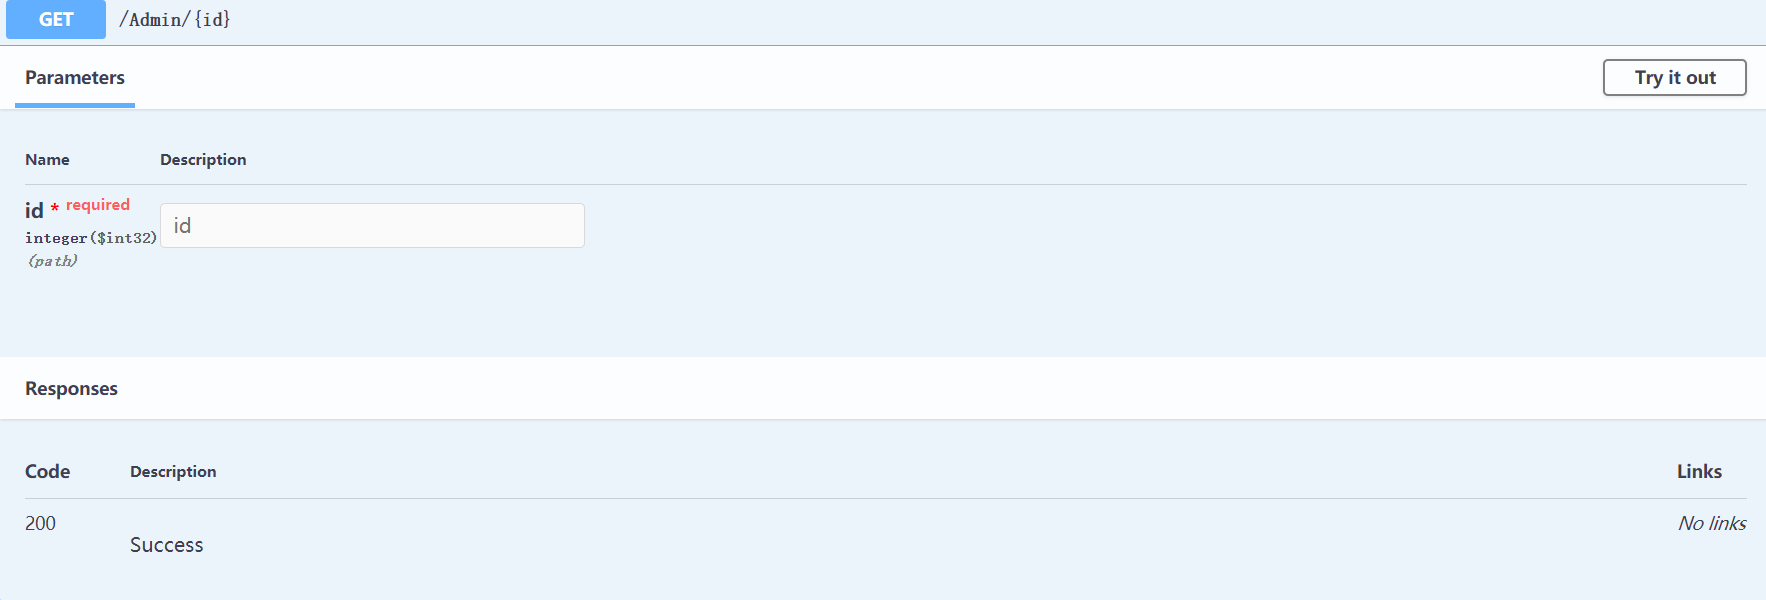 GET /Admin/{id}
Parameters
Try it out
Name Description
id * required
integer($int32)
(path)
id
Responses
Code Description Links
200 No links
Success